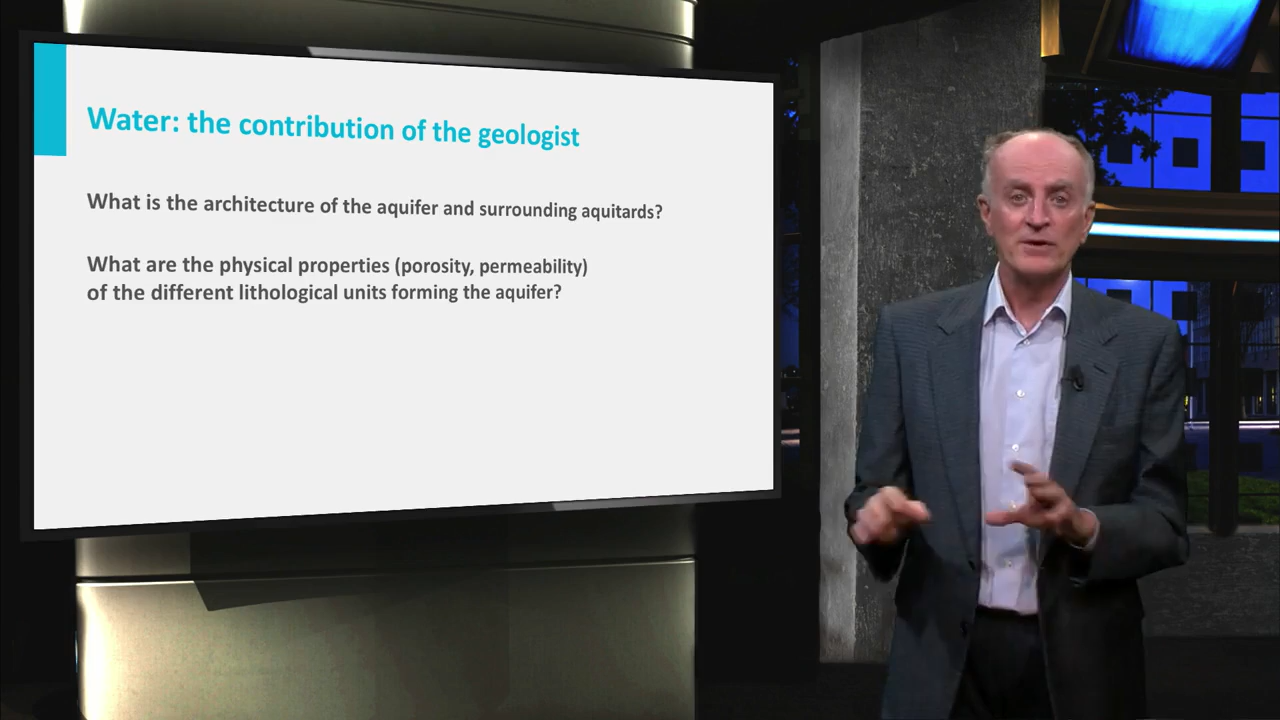 Water: the contribution of the geologist
What is the architecture of the aquifer and surrounding aquitards?
What are the physical properties (porosity, permeability)
of the different lithological units forming the aquifer?